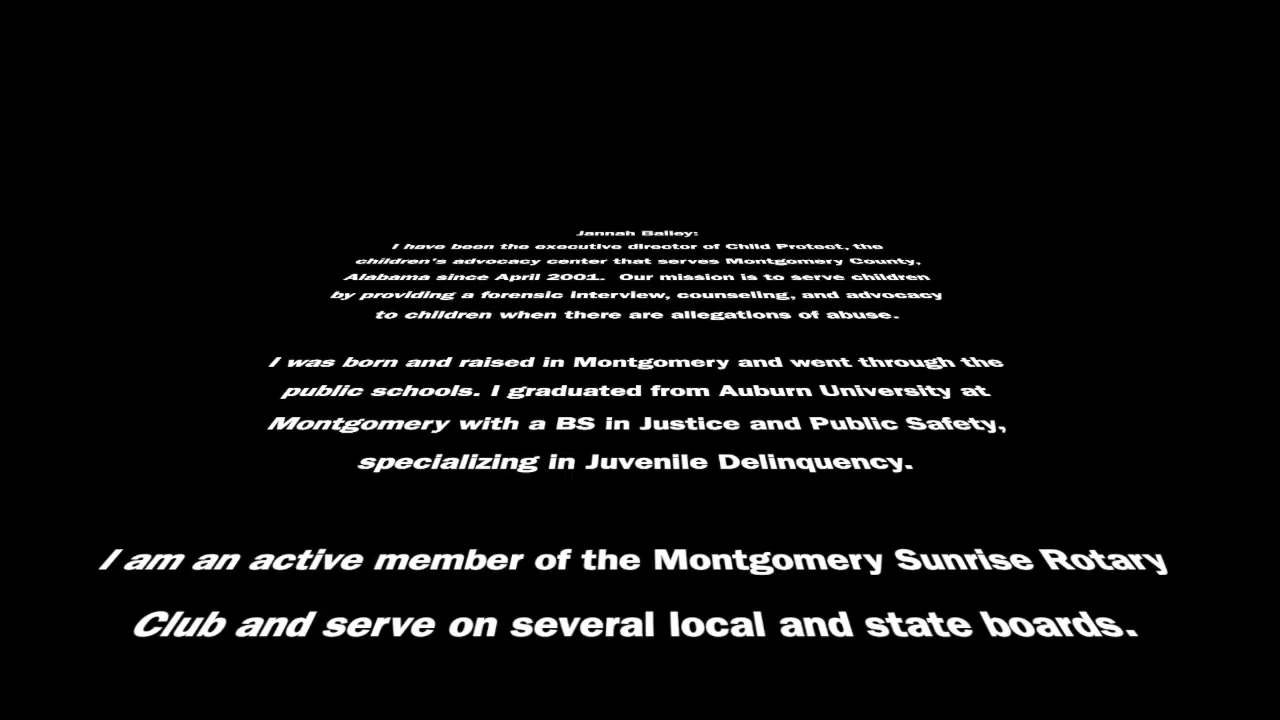 Jannah Bailey:
I have been the executive director of Child Protect, the
children's advocacy center that serves Montgomery County,
Alabama since April 2001.  Our mission is to serve children
by providing a forensic interview, counseling, and advocacy
to children when there are allegations of abuse.
I was born and raised in Montgomery and went through the
public schools. I graduated from Auburn University at
Montgomery with a BS in Justice and Public Safety,
specializing in Juvenile Delinquency.
I am an active member of the Montgomery Sunrise Rotary
Club and serve on several local and state boards.